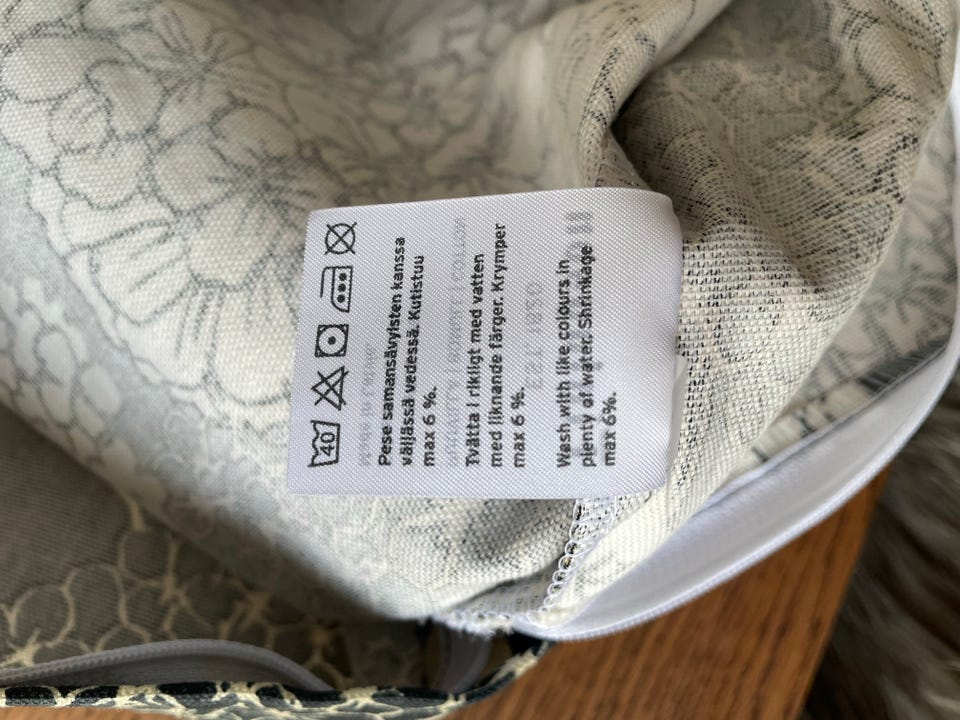 40
Pese samansävyisten kanssa
väljässä vedessä. Kutistuu
max 6 %.
Tvätta i rikligt med vatten
med liknande färger. Krymper
max 6 %.
Wash with like colours in
plenty of water. Shrinkage
max 6%.